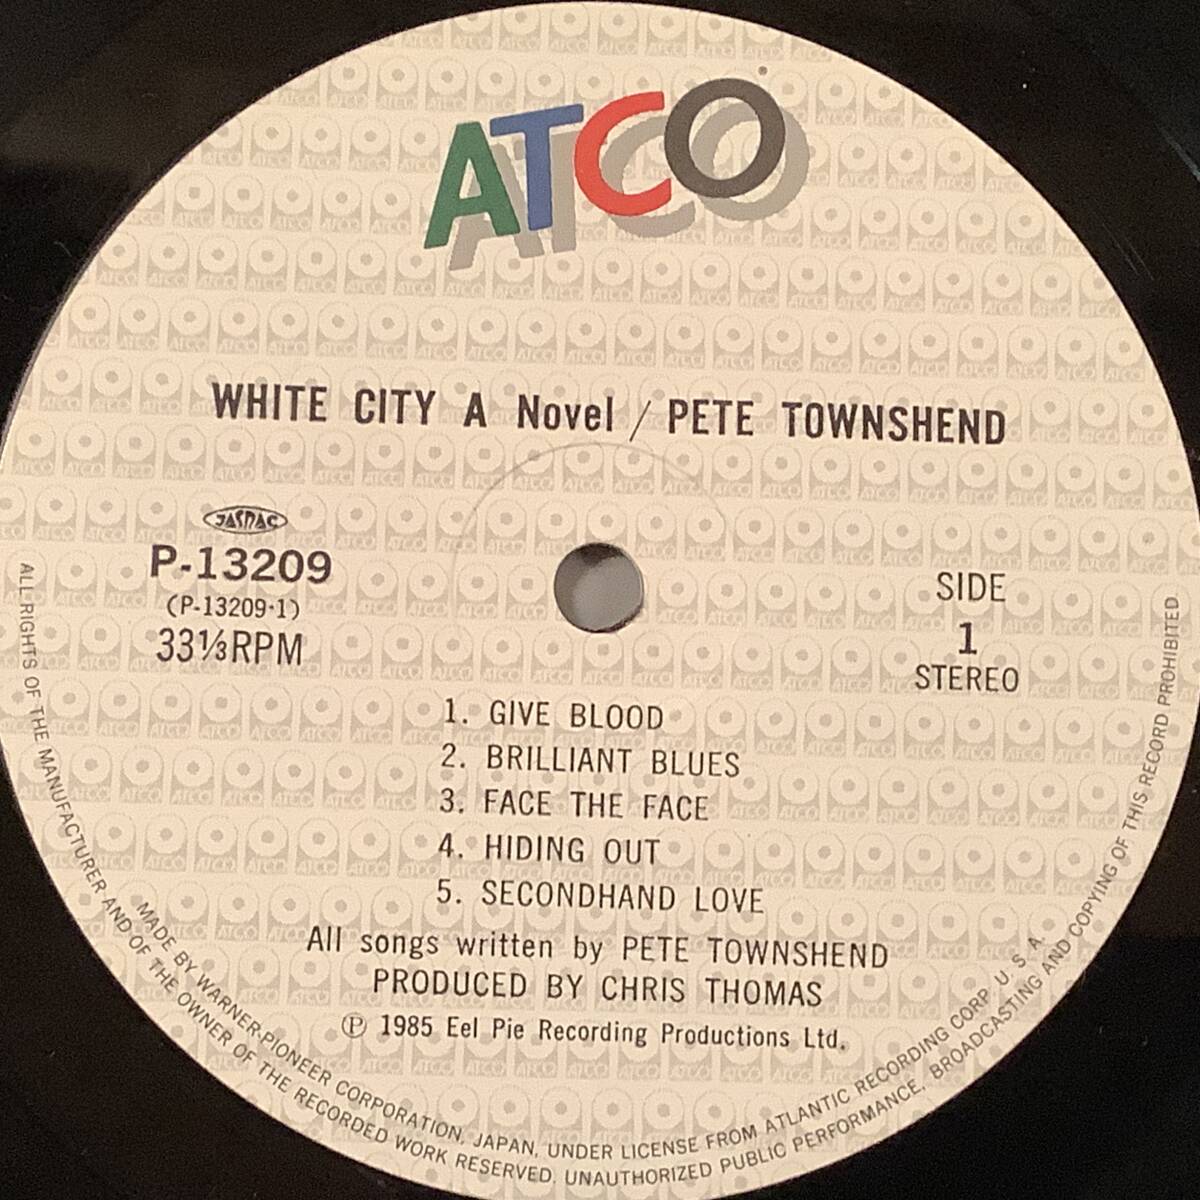 ATCO
WHITE CITY A Novel / PETE TOWNSHEND
JASRAC
P-13209
(P-13209·1)
33⅓RPM
SIDE
1
STEREO
1. GIVE BLOOD
2. BRILLIANT BLUES
3. FACE THE FACE
4. HIDING OUT
5. SECONDHAND LOVE
All songs written by PETE TOWNSHEND
PRODUCED BY CHRIS THOMAS
℗ 1985 Eel Pie Recording Productions Ltd.
MADE BY WARNER-PIONEER CORPORATION, JAPAN, UNDER LICENSE FROM ATLANTIC RECORDING CORP. U. S. A.
ALL RIGHTS OF THE MANUFACTURER AND OF THE OWNER OF THE RECORDED WORK RESERVED. UNAUTHORIZED PUBLIC PERFORMANCE, BROADCASTING AND COPYING OF THIS RECORD PROHIBITED.